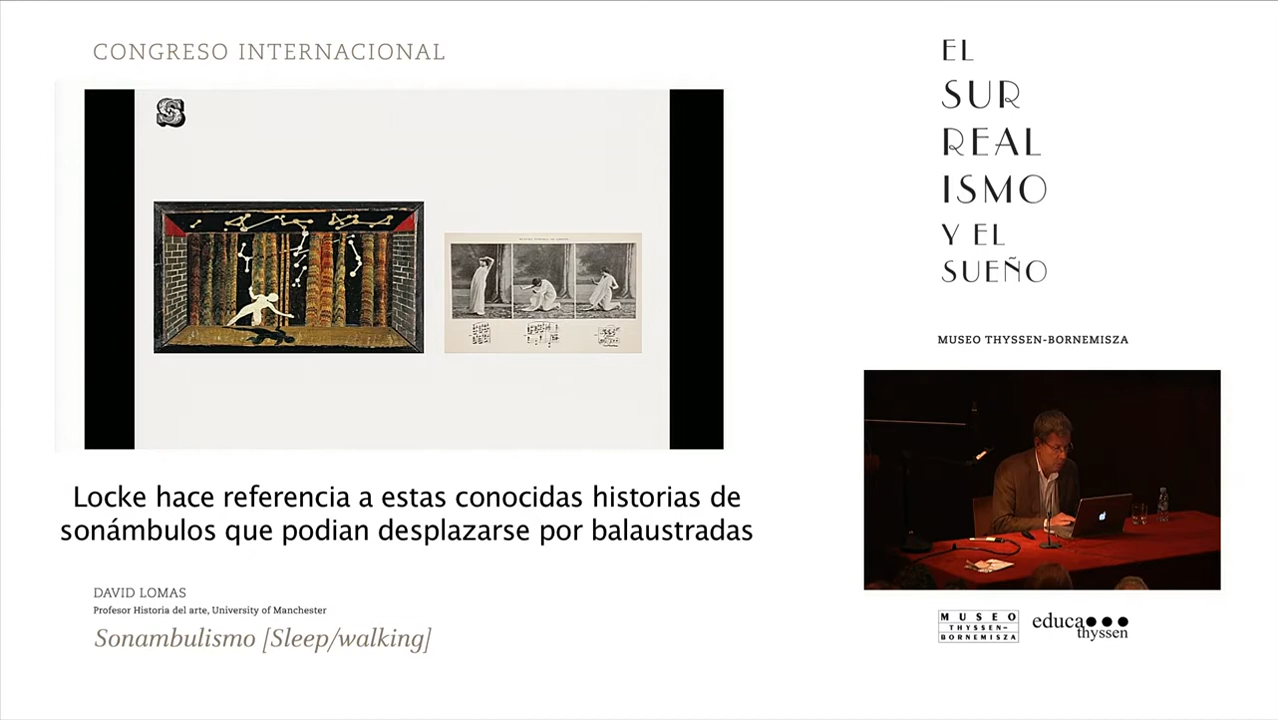 CONGRESO INTERNACIONAL
S
EL
SUR
REAL
ISMO
Y EL
SUEÑO
MUSEO THYSSEN-BORNEMISZA
Locke hace referencia a estas conocidas historias de
sonámbulos que podian desplazarse por balaustradas
DAVID LOMAS
Profesor Historia del arte, University of Manchester
Sonambulismo [Sleep/walking]
MUSEO
THYSSEN-
BORNEMISZA
educa
thyssen